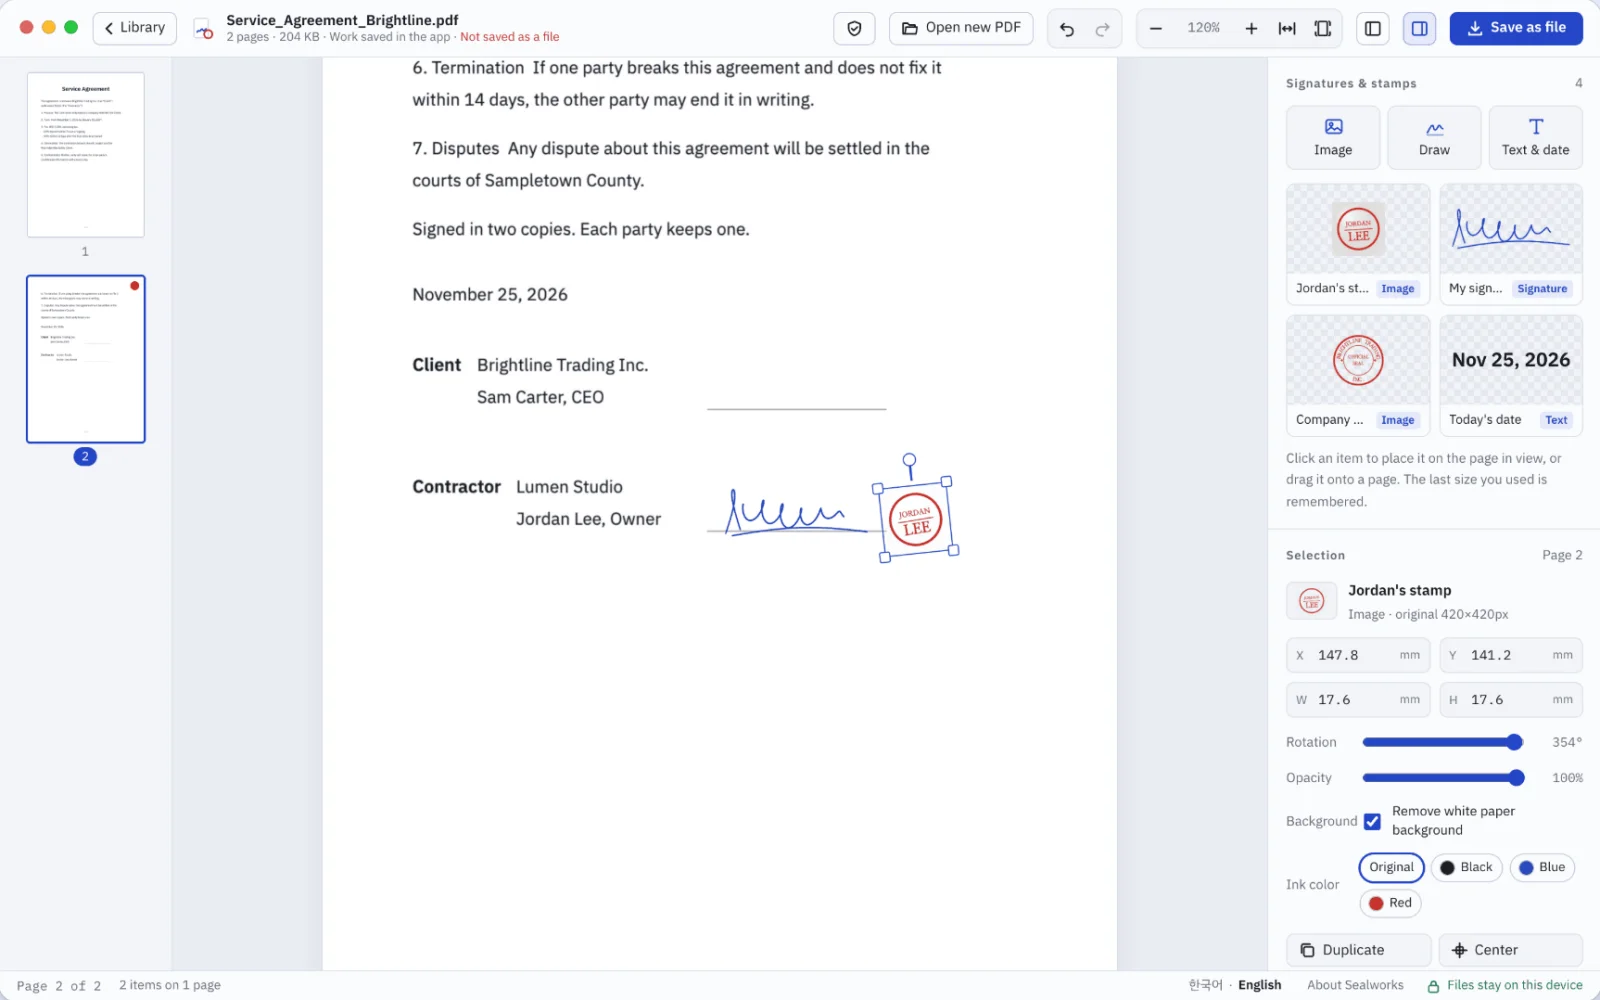 Library
Service_Agreement_Brightline.pdf
2 pages · 204 KB · Work saved in the app · Not saved as a file
Open new PDF
120%
Save as file
Service Agreement
1
2
6. Termination  If one party breaks this agreement and does not fix it
within 14 days, the other party may end it in writing.
7. Disputes  Any dispute about this agreement will be settled in the
courts of Sampletown County.
Signed in two copies. Each party keeps one.
November 25, 2026
Client  Brightline Trading Inc.
Sam Carter, CEO
Contractor  Lumen Studio
Jordan Lee, Owner
JORDAN
LEE
Signatures & stamps  4
Image  Draw  Text & date
JORDAN
LEE
Jordan's st...  Image
My sign...  Signature
Company ...  Image
Nov 25, 2026
Today's date  Text
Click an item to place it on the page in view, or
drag it onto a page. The last size you used is
remembered.
Selection  Page 2
Jordan's stamp
Image · original 420×420px
X 147.8 mm  Y 141.2 mm
W 17.6 mm  H 17.6 mm
Rotation  354°
Opacity  100%
Background  Remove white paper
background
Ink color  Original  Black  Blue
Red
Duplicate  Center
Page 2 of 2  2 items on 1 page
한국어 · English  About Sealworks  Files stay on this device